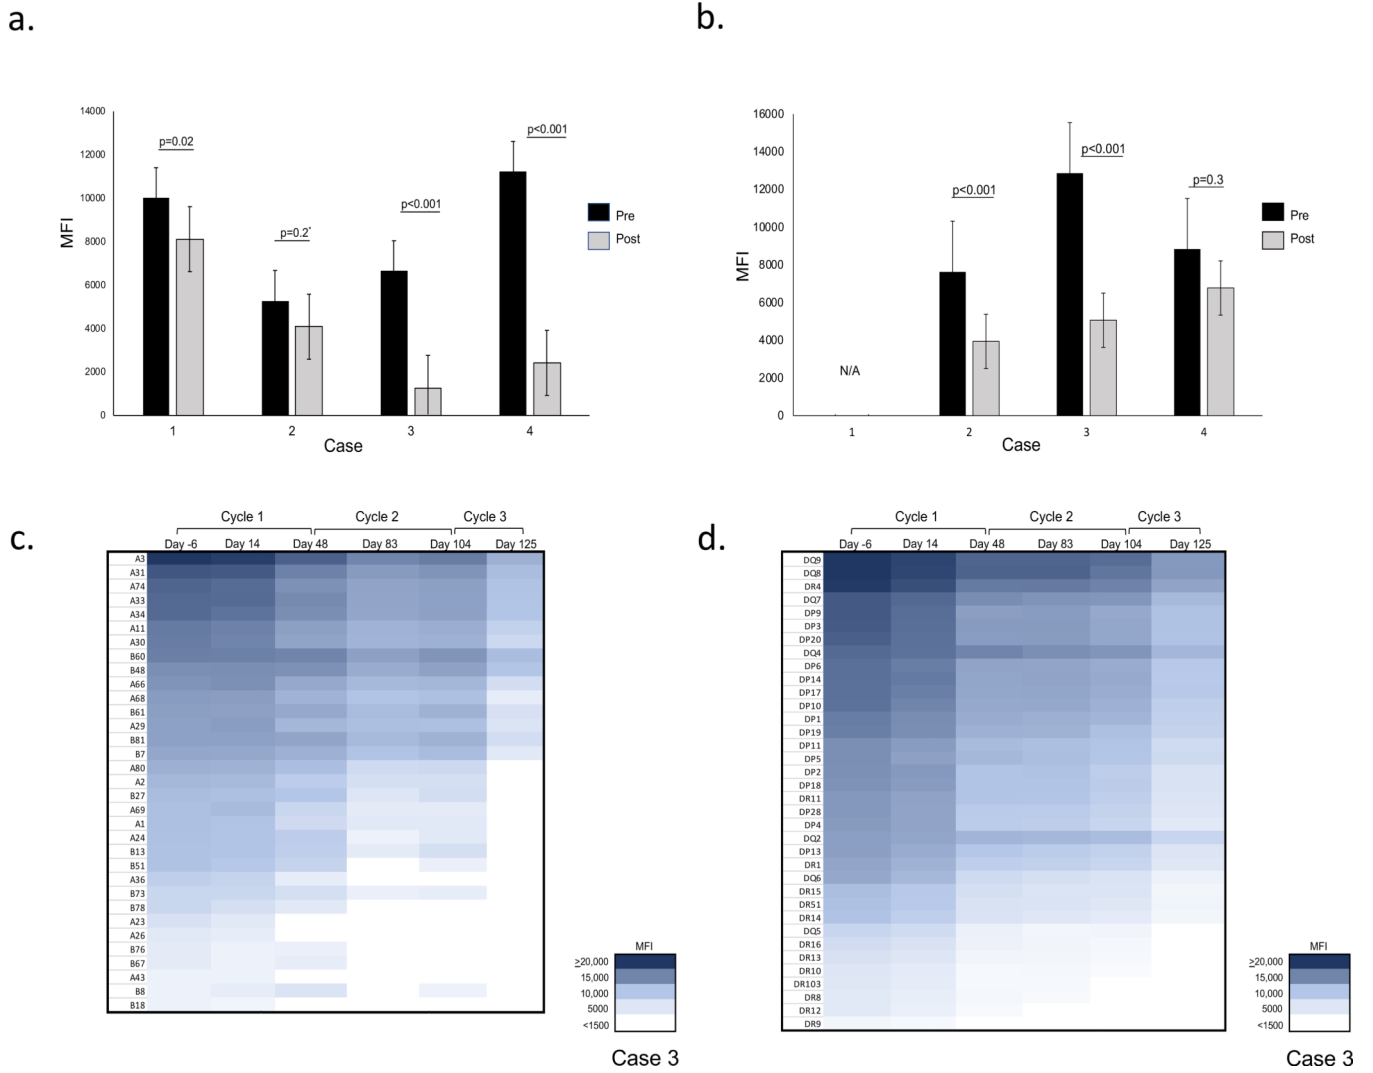 a.
14000
12000
10000
8000
6000
4000
2000
0
MFI
p=0.02
p=0.2*
p<0.001
p<0.001
1
2
3
4
Case
Pre
Post
b.
16000
14000
12000
10000
8000
6000
4000
2000
0
MFI
N/A
p<0.001
p<0.001
p=0.3
1
2
3
4
Case
Pre
Post
c.
Cycle 1
Cycle 2
Cycle 3
Day -6
Day 14
Day 48
Day 83
Day 104
Day 125
A3
A31
A74
A33
A34
A11
A30
B60
B48
A66
A68
B61
A29
B81
B7
A80
A2
B27
A69
A1
A24
B13
B51
A36
B73
B78
A23
A26
B76
B67
A43
B8
B18
MFI
≥20,000
15,000
10,000
5000
<1500
Case 3
d.
Cycle 1
Cycle 2
Cycle 3
Day -6
Day 14
Day 48
Day 83
Day 104
Day 125
DQ9
DQ8
DR4
DQ7
DP9
DP3
DP20
DQ4
DP6
DP14
DP17
DP10
DP1
DP19
DP11
DP5
DP2
DP18
DR11
DP28
DP4
DQ2
DP13
DR1
DQ6
DR15
DR51
DR14
DQ5
DR16
DR13
DR10
DR103
DR8
DR12
DR9
MFI
≥20,000
15,000
10,000
5000
<1500
Case 3